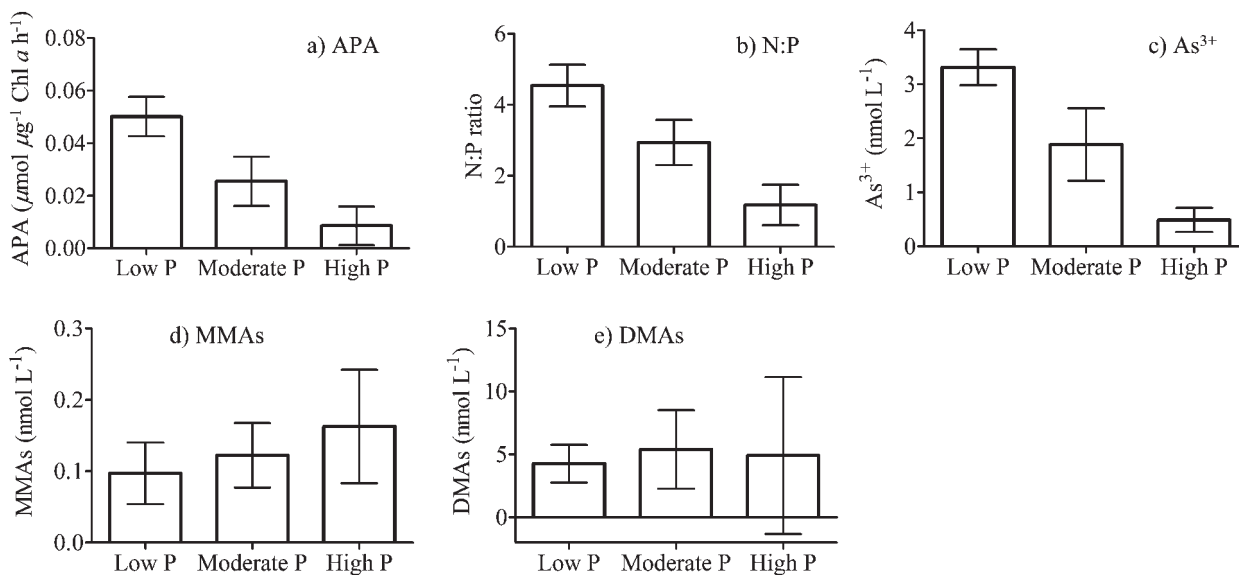 a) APA
APA (μmol μg⁻¹ Chl a h⁻¹)
0.08
0.06
0.04
0.02
0.00
Low P Moderate P High P
b) N:P
N:P ratio
6
4
2
0
Low P Moderate P High P
c) As³⁺
As³⁺ (nmol L⁻¹)
4
3
2
1
0
Low P Moderate P High P
d) MMAs
MMAs (nmol L⁻¹)
0.3
0.2
0.1
0.0
Low P Moderate P High P
e) DMAs
DMAs (nmol L⁻¹)
15
10
5
0
Low P Moderate P High P